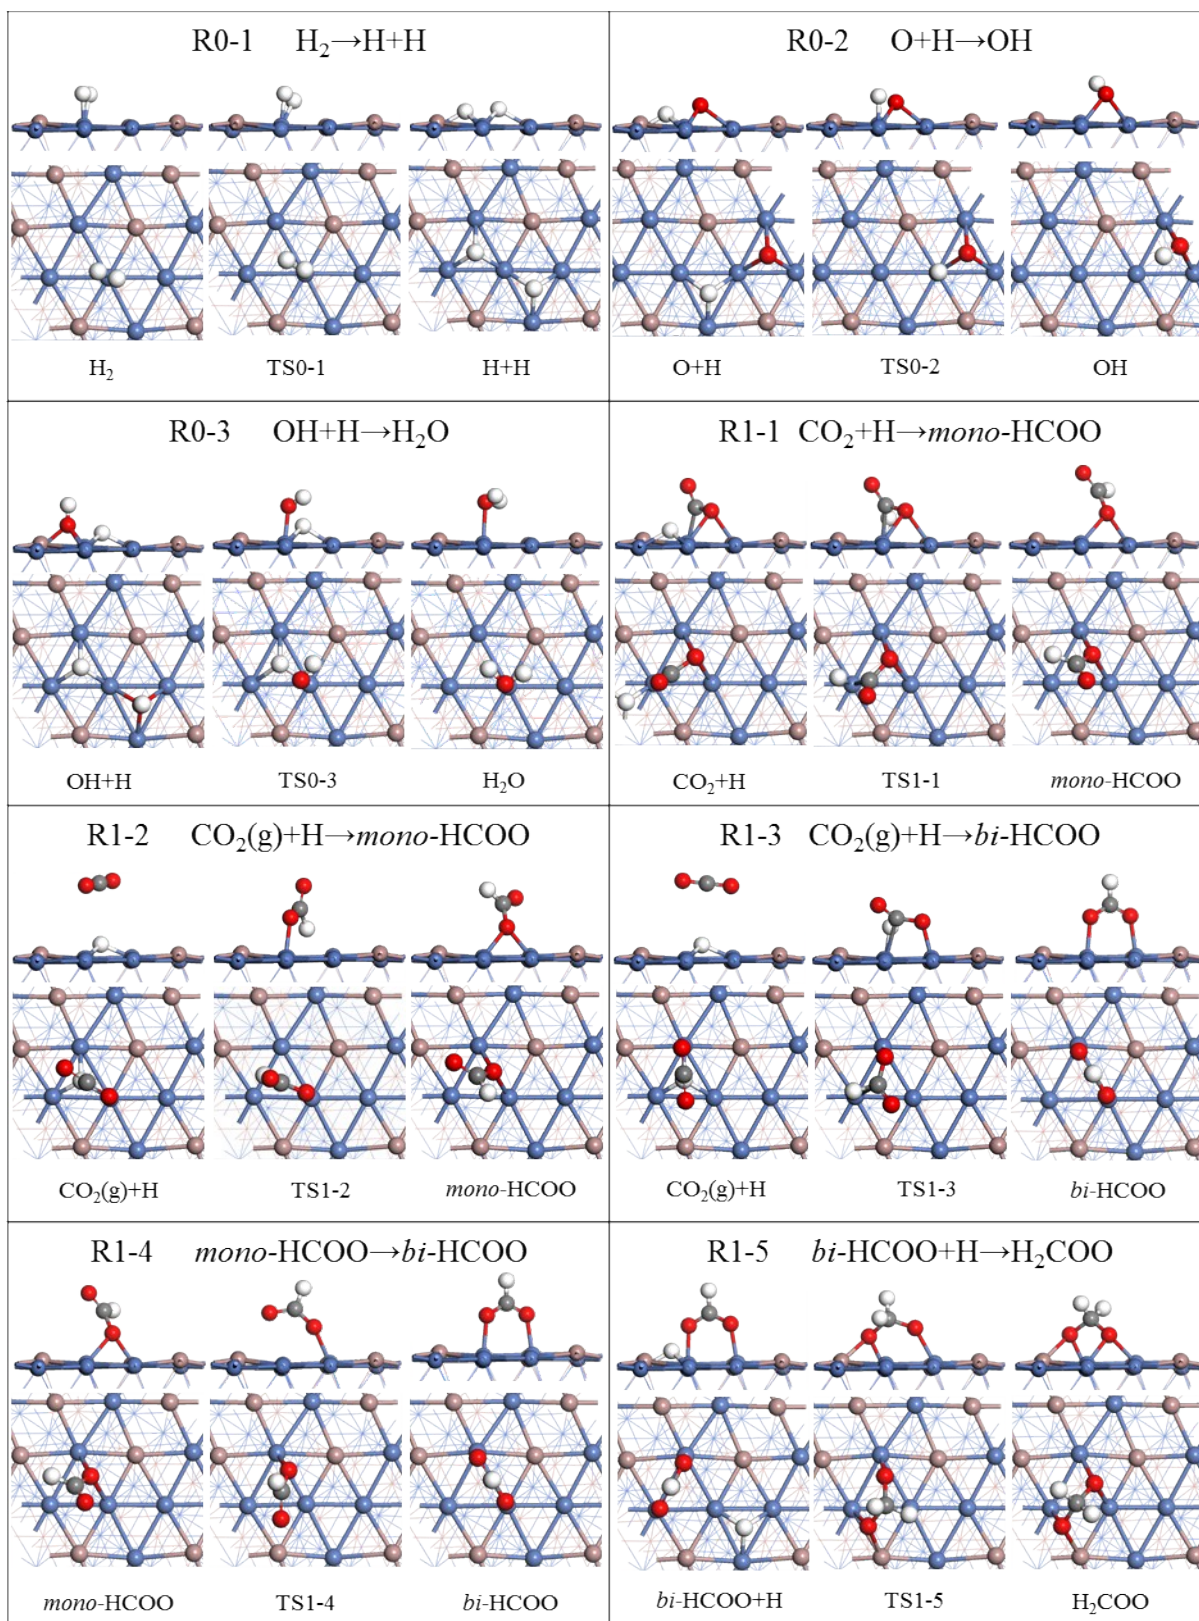 R0-1 H₂→H+H
H₂ TS0-1 H+H
R0-2 O+H→OH
O+H TS0-2 OH
R0-3 OH+H→H₂O
OH+H TS0-3 H₂O
R1-1 CO₂+H→mono-HCOO
CO₂+H TS1-1 mono-HCOO
R1-2 CO₂(g)+H→mono-HCOO
CO₂(g)+H TS1-2 mono-HCOO
R1-3 CO₂(g)+H→bi-HCOO
CO₂(g)+H TS1-3 bi-HCOO
R1-4 mono-HCOO→bi-HCOO
mono-HCOO TS1-4 bi-HCOO
R1-5 bi-HCOO+H→H₂COO
bi-HCOO+H TS1-5 H₂COO